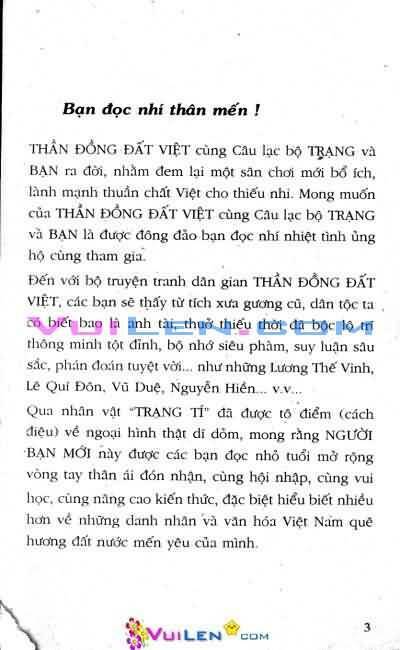 VUILEN.COM
Bạn đọc nhí thân mến !
THẦN ĐỒNG ĐẤT VIỆT cùng Câu lạc bộ TRẠNG và
BẠN ra đời, nhằm đem lại một sân chơi mới bổ ích,
lành mạnh thuần chất Việt cho thiếu nhi. Mong muốn
của THẦN ĐỒNG ĐẤT VIỆT cùng Câu lạc bộ TRẠNG
và BẠN là được đông đảo bạn đọc nhí nhiệt tình ủng
hộ cùng tham gia.
Đến với bộ truyện tranh dân gian THẦN ĐỒNG ĐẤT
VIỆT, các bạn sẽ thấy từ tích xưa gương cũ, dân tộc ta
có biết bao là anh tài, thuở thiếu thời đã bộc lộ trí
VUILEN.COM
thông minh tột đỉnh, bộ nhớ siêu phàm, suy luận sâu
sắc, phán đoán tuyệt vời... như những Lương Thế Vinh,
Lê Quí Đôn, Vũ Duệ, Nguyễn Hiền... v.v...
Qua nhân vật "TRẠNG TÍ" đã được tô điểm (cách
điệu) về ngoại hình thật dí dỏm, mong rằng NGƯỜI
BẠN MỚI này được các bạn đọc nhỏ tuổi mở rộng
vòng tay thân ái đón nhận, cùng hội nhập, cùng vui
học, cùng nâng cao kiến thức, đặc biệt hiểu biết nhiều
hơn về những danh nhân và văn hóa Việt Nam quê
hương đất nước mến yêu của mình.
3
VUILEN.COM